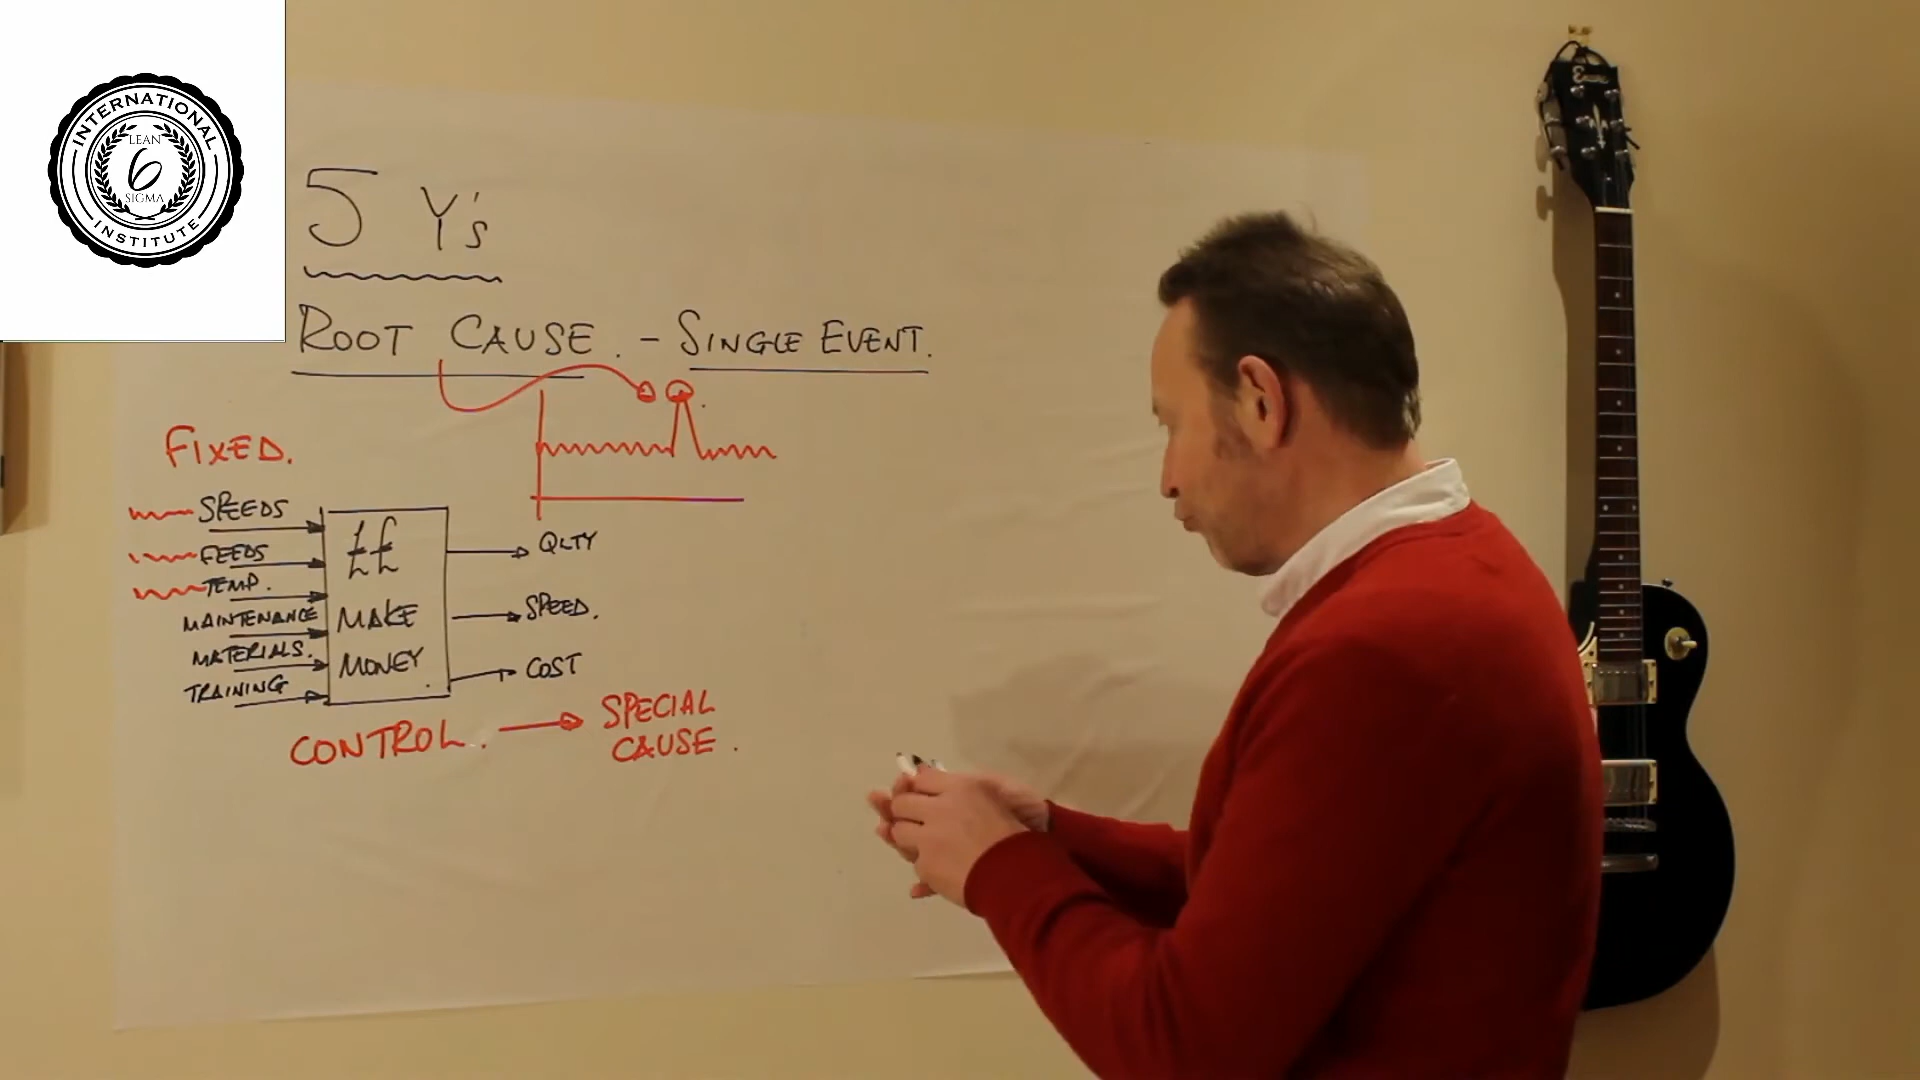 INTERNATIONAL
LEAN
6
SIGMA
INSTITUTE
5 Y's
ROOT CAUSE. - SINGLE EVENT.
FIXED.
SPEEDS
FEEDS
TEMP.
MAINTENANCE
MATERIALS.
TRAINING
££
MAKE
MONEY.
QLTY
SPEED.
COST
CONTROL. → SPECIAL
CAUSE.